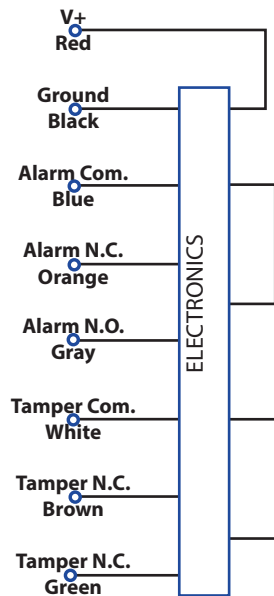 V+
Red
Ground
Black
Alarm Com.
Blue
Alarm N.C.
Orange
Alarm N.O.
Gray
Tamper Com.
White
Tamper N.C.
Brown
Tamper N.C.
Green
ELECTRONICS